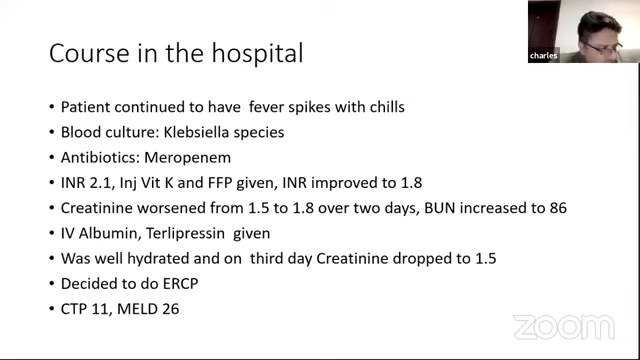 Course in the hospital
charles
• Patient continued to have fever spikes with chills
• Blood culture: Klebsiella species
• Antibiotics: Meropenem
• INR 2.1, Inj Vit K and FFP given, INR improved to 1.8
• Creatinine worsened from 1.5 to 1.8 over two days, BUN increased to 86
• IV Albumin, Terlipressin given
• Was well hydrated and on third day Creatinine dropped to 1.5
• Decided to do ERCP
• CTP 11, MELD 26
zoom